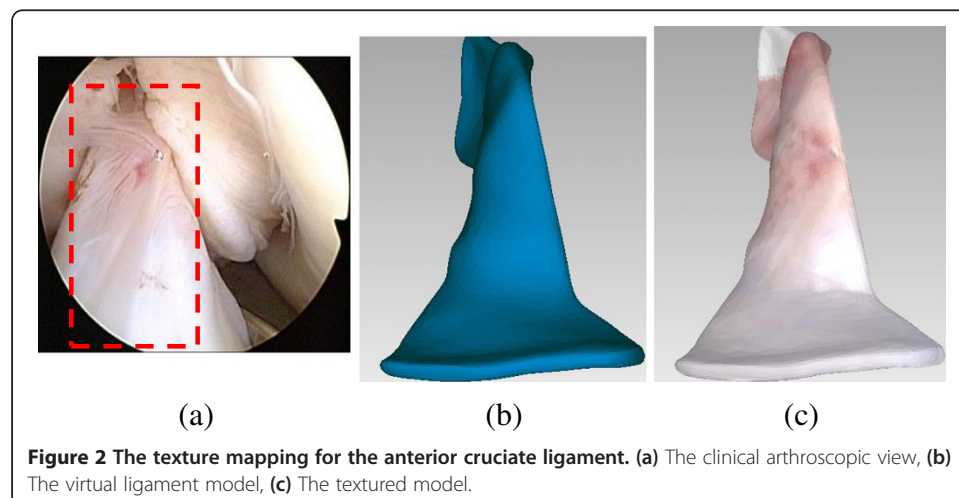 (a) (b) (c)
Figure 2 The texture mapping for the anterior cruciate ligament. (a) The clinical arthroscopic view, (b)
The virtual ligament model, (c) The textured model.